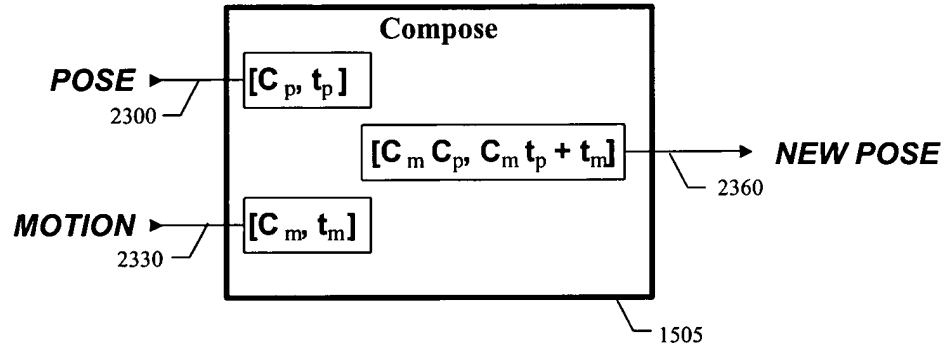 Compose
POSE
[C p, t p ]
2300
[C m C p, C m t p + t m]
NEW POSE
2360
MOTION
[C m, t m ]
2330
1505